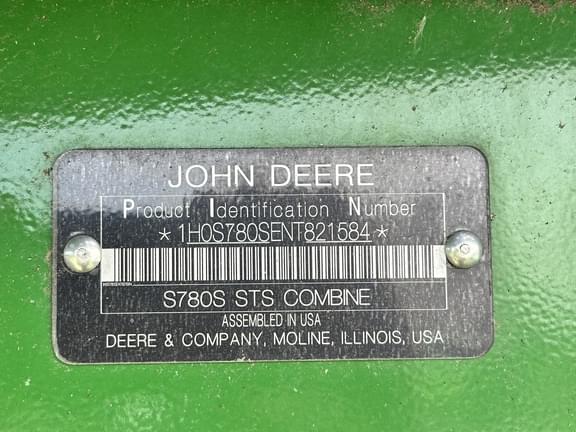 JOHN DEERE
Product Identification Number
*1H0S780SENT821584*
S780S STS COMBINE
ASSEMBLED IN USA
DEERE & COMPANY, MOLINE, ILLINOIS, USA